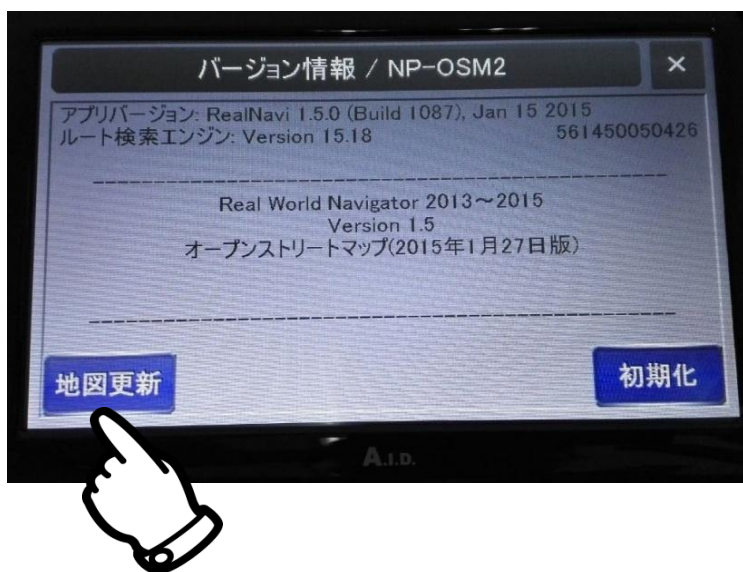 バージョン情報 / NP-OSM2 ×
アプリバージョン: RealNavi 1.5.0 (Build 1087), Jan 15 2015
ルート検索エンジン: Version 15.18 561450050426
Real World Navigator 2013～2015
Version 1.5
オープンストリートマップ(2015年1月27日版)
地図更新 初期化
A.I.D.